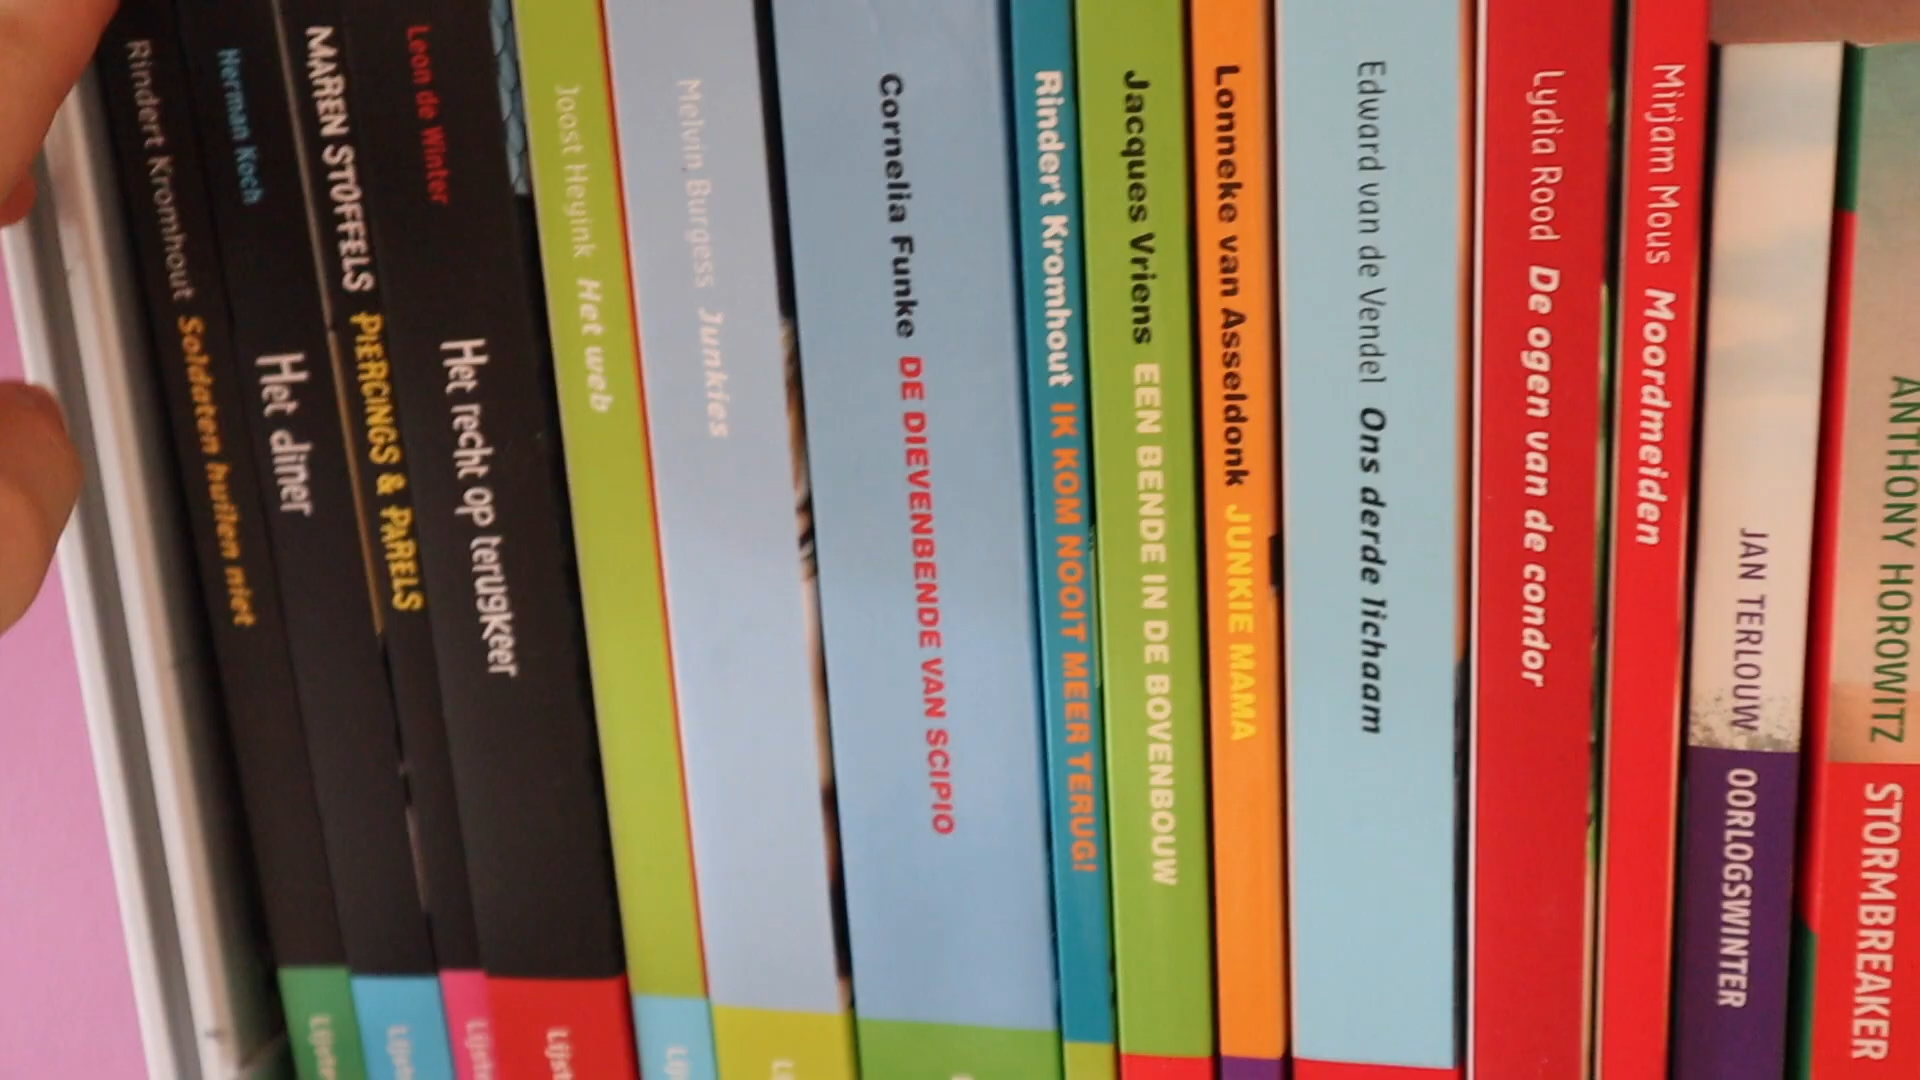 Rindert Kromhout Soldaten huilen niet
Herman Koch Het diner
MAREN STOFFELS PIERCINGS & PARELS
Leon de Winter Het recht op terugkeer
Joost Heyink Het web
Melvin Burgess Junkies
Cornelia Funke DE DIEVENBENDE VAN SCIPIO
Rindert Kromhout IK KOM NOOIT MEER TERUG!
Jacques Vriens EEN BENDE IN DE BOVENBOUW
Lonneke van Asseldonk JUNKIE MAMA
Edward van de Vendel Ons derde lichaam
Lydia Rood De ogen van de condor
Mirjam Mous Moordmeiden
JAN TERLOUW OORLOGSWINTER
ANTHONY HOROWITZ STORMBREAKER